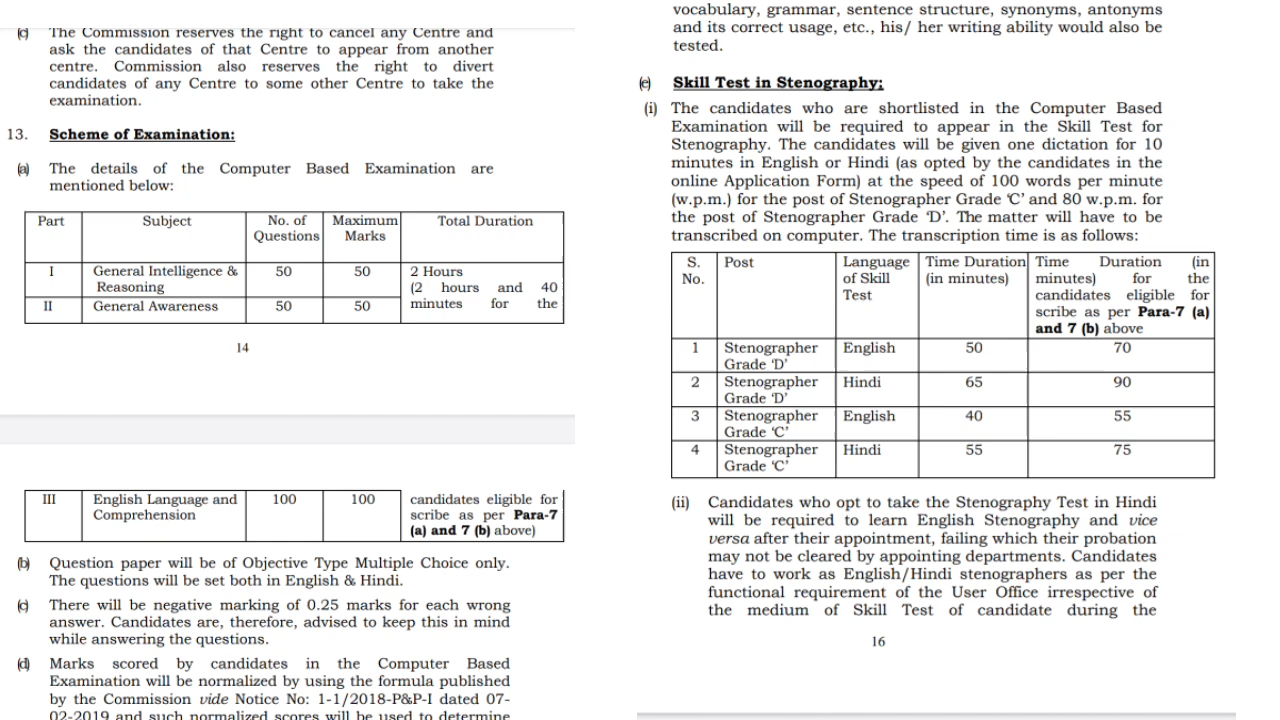 (c) The Commission reserves the right to cancel any Centre and
ask the candidates of that Centre to appear from another
centre. Commission also reserves the right to divert
candidates of any Centre to some other Centre to take the
examination.
13. Scheme of Examination:
(a) The details of the Computer Based Examination are
mentioned below:
Part Subject No. of Questions Maximum Marks Total Duration
I General Intelligence & Reasoning 50 50 2 Hours
(2 hours and 40
II General Awareness 50 50 minutes for the
14
III English Language and Comprehension 100 100 candidates eligible for
scribe as per Para-7
(a) and 7 (b) above)
(b) Question paper will be of Objective Type Multiple Choice only.
The questions will be set both in English & Hindi.
(c) There will be negative marking of 0.25 marks for each wrong
answer. Candidates are, therefore, advised to keep this in mind
while answering the questions.
(d) Marks scored by candidates in the Computer Based
Examination will be normalized by using the formula published
by the Commission vide Notice No: 1-1/2018-P&P-I dated 07-
02-2019 and such normalized scores will be used to determine
vocabulary, grammar, sentence structure, synonyms, antonyms
and its correct usage, etc., his/ her writing ability would also be
tested.
(e) Skill Test in Stenography:
(i) The candidates who are shortlisted in the Computer Based
Examination will be required to appear in the Skill Test for
Stenography. The candidates will be given one dictation for 10
minutes in English or Hindi (as opted by the candidates in the
online Application Form) at the speed of 100 words per minute
(w.p.m.) for the post of Stenographer Grade ‘C’ and 80 w.p.m. for
the post of Stenographer Grade ‘D’. The matter will have to be
transcribed on computer. The transcription time is as follows:
S. No. Post Language of Skill Test Time Duration (in minutes) Time Duration (in minutes) for the candidates eligible for scribe as per Para-7 (a) and 7 (b) above
1 Stenographer Grade ‘D’ English 50 70
2 Stenographer Grade ‘D’ Hindi 65 90
3 Stenographer Grade ‘C’ English 40 55
4 Stenographer Grade ‘C’ Hindi 55 75
(ii) Candidates who opt to take the Stenography Test in Hindi
will be required to learn English Stenography and vice
versa after their appointment, failing which their probation
may not be cleared by appointing departments. Candidates
have to work as English/Hindi stenographers as per the
functional requirement of the User Office irrespective of
the medium of Skill Test of candidate during the
16